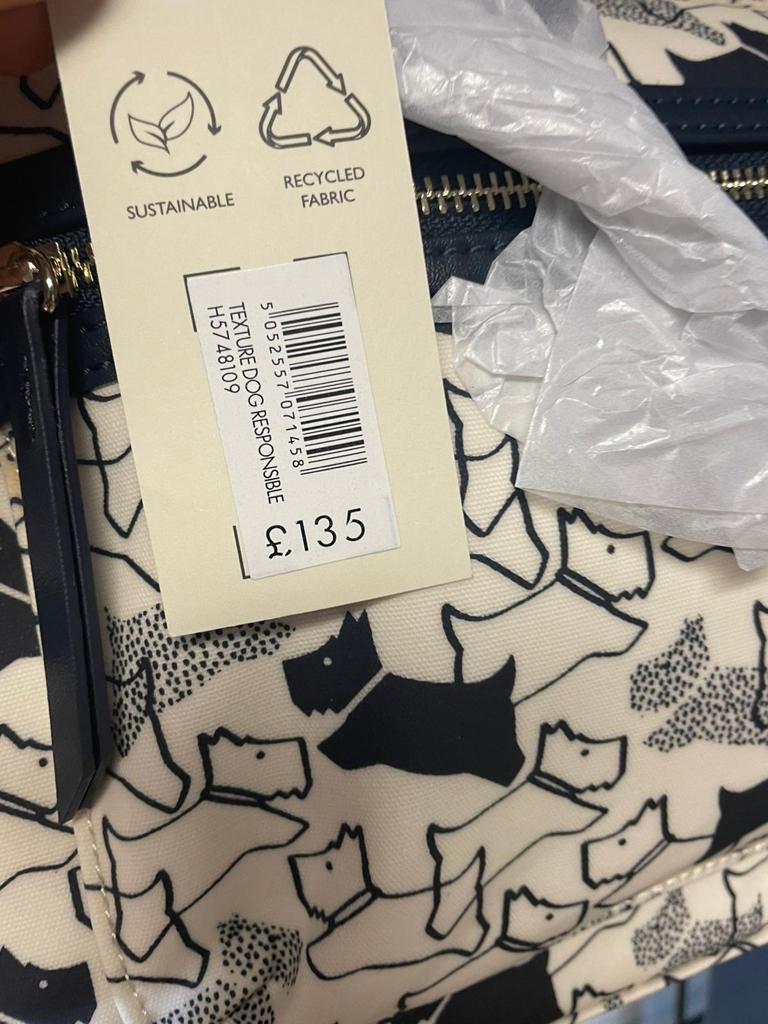 SUSTAINABLE
RECYCLED
FABRIC
5 052557 071458
TEXTURE DOG RESPONSIBLE
H5748109
£135